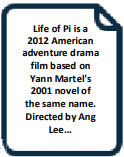 Life of Pi is a
2012 American
adventure drama
film based on
Yann Martel's
2001 novel of
the same name.
Directed by Ang
Lee...